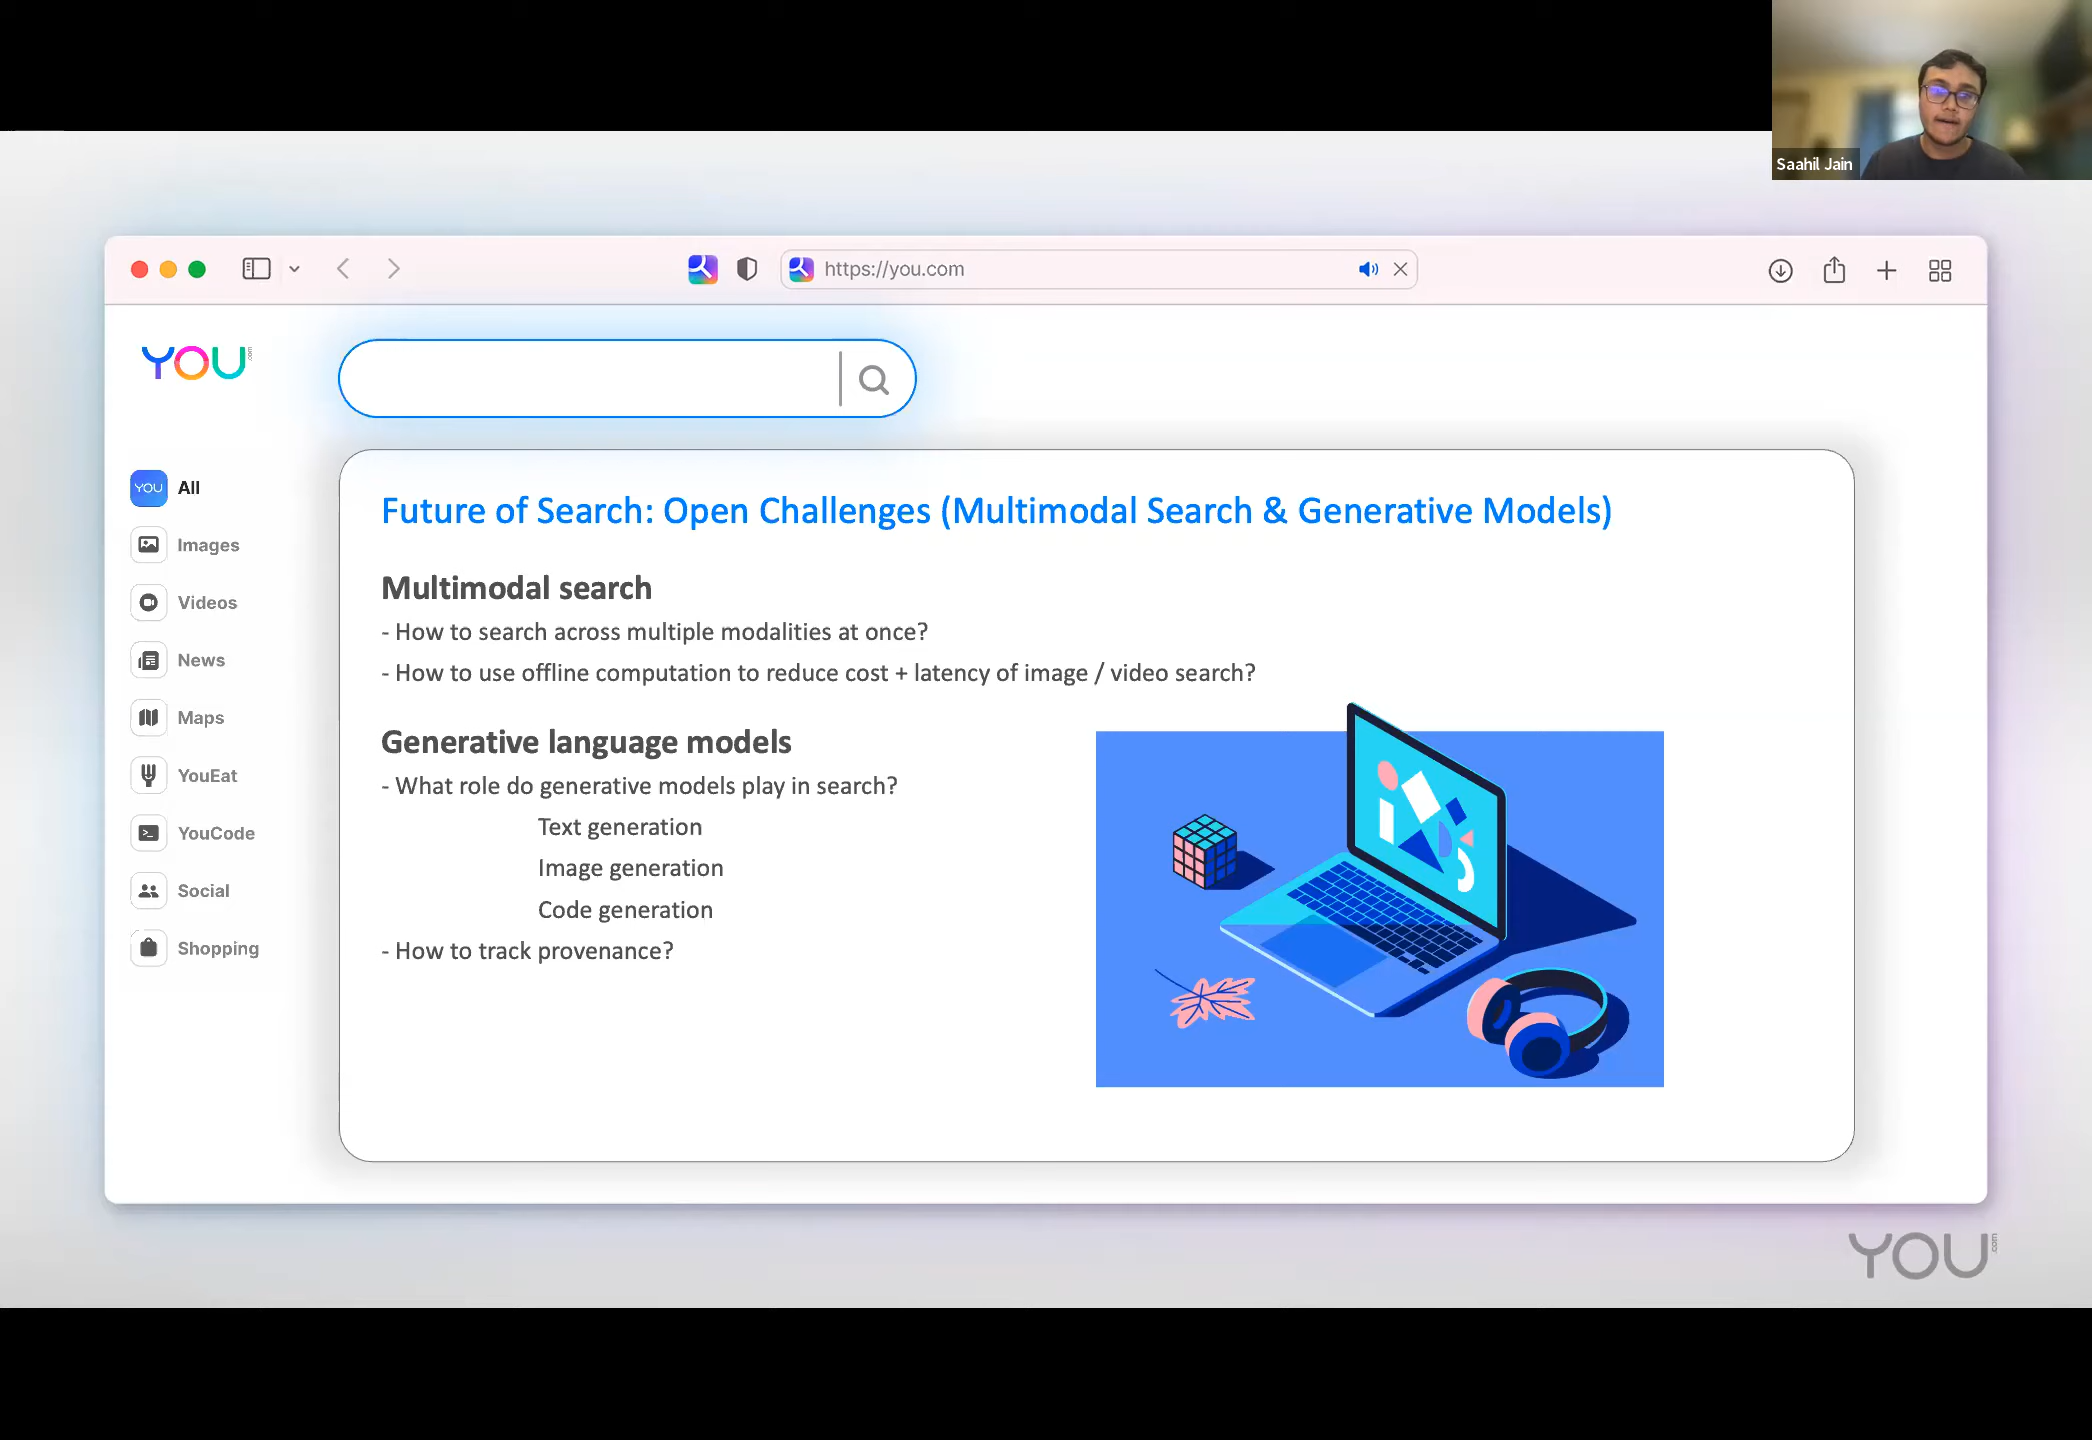 Saahil Jain
https://you.com
YOU.com
YOU All
Images
Videos
News
Maps
YouEat
YouCode
Social
Shopping
Future of Search: Open Challenges (Multimodal Search & Generative Models)
Multimodal search
- How to search across multiple modalities at once?
- How to use offline computation to reduce cost + latency of image / video search?
Generative language models
- What role do generative models play in search?
Text generation
Image generation
Code generation
- How to track provenance?
YOU.com